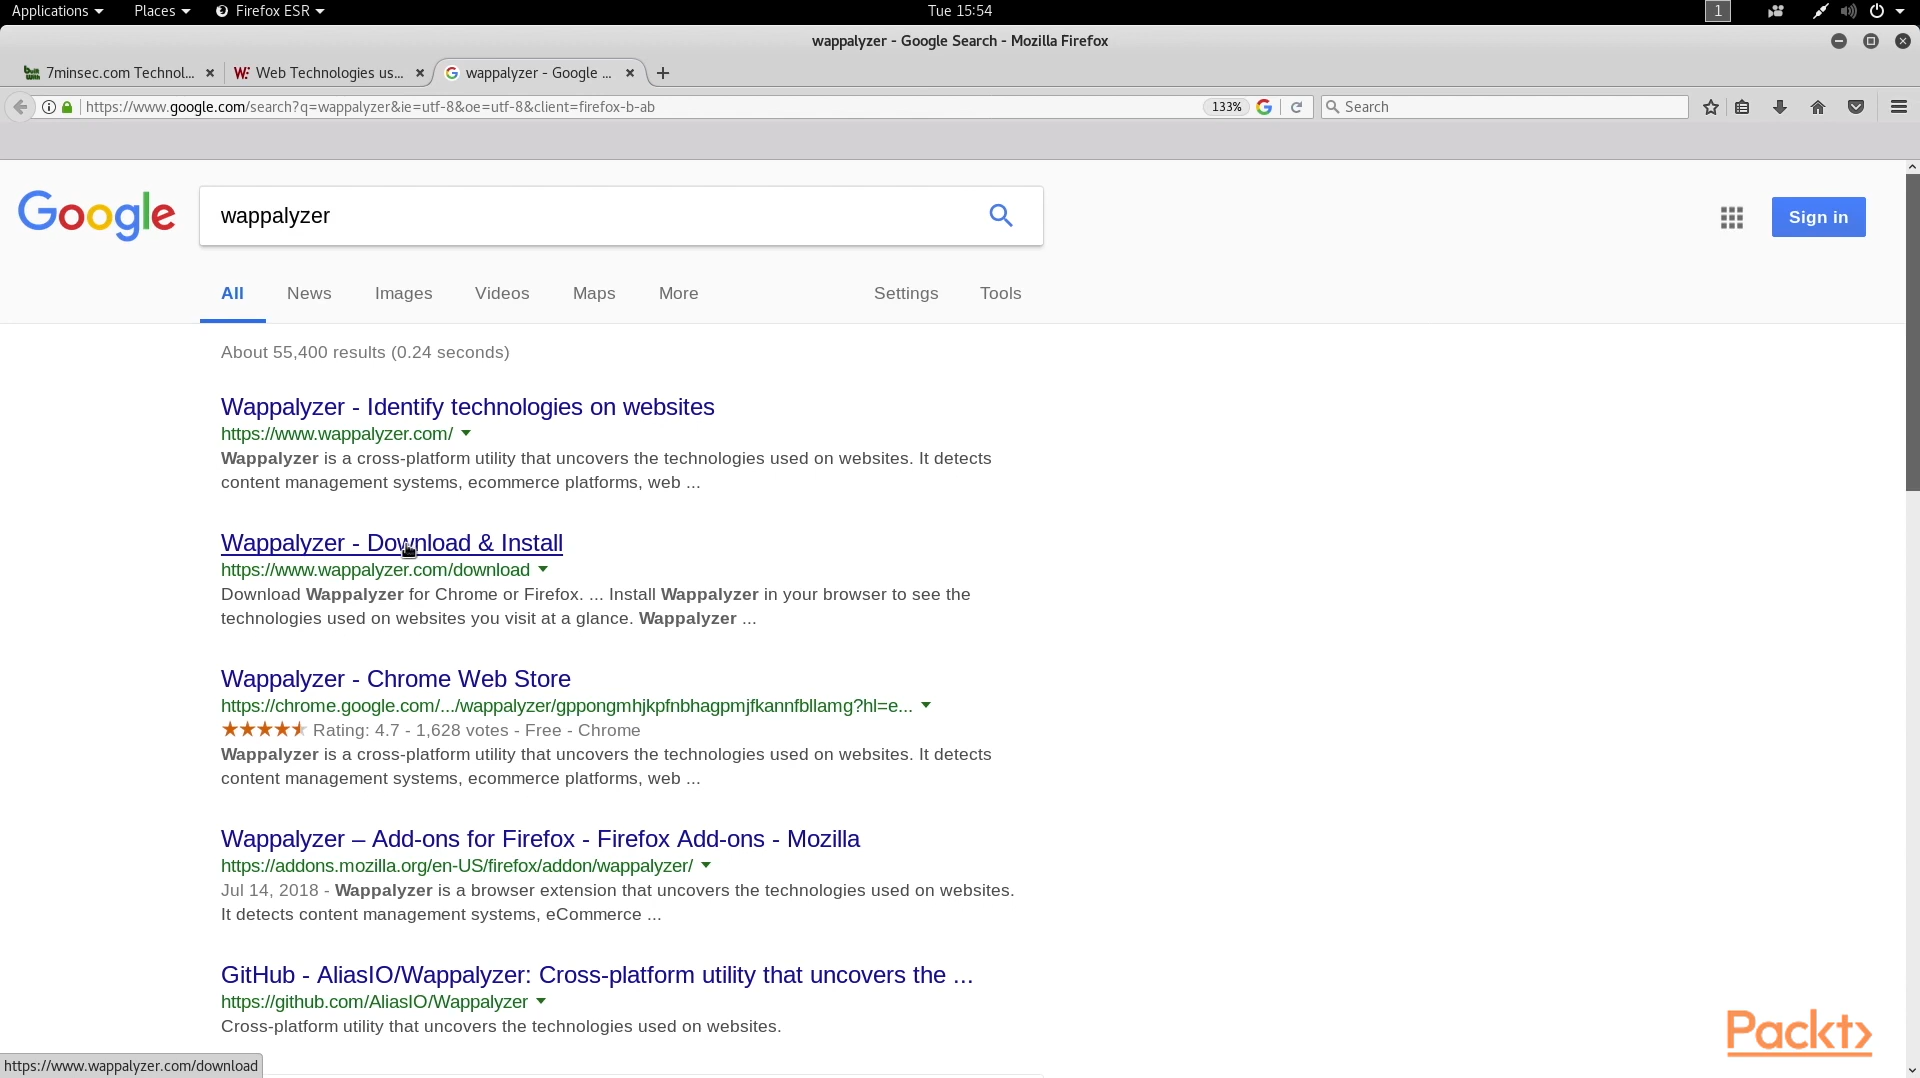 Applications Places Firefox ESR Tue 15:54 1
wappalyzer - Google Search - Mozilla Firefox
7minsec.com Technol... Web Technologies us... wappalyzer - Google ...
https://www.google.com/search?q=wappalyzer&ie=utf-8&oe=utf-8&client=firefox-b-ab 133% Search
Google wappalyzer Sign in
All News Images Videos Maps More Settings Tools
About 55,400 results (0.24 seconds)
Wappalyzer - Identify technologies on websites
https://www.wappalyzer.com/
Wappalyzer is a cross-platform utility that uncovers the technologies used on websites. It detects
content management systems, ecommerce platforms, web ...
Wappalyzer - Download & Install
https://www.wappalyzer.com/download
Download Wappalyzer for Chrome or Firefox. ... Install Wappalyzer in your browser to see the
technologies used on websites you visit at a glance. Wappalyzer ...
Wappalyzer - Chrome Web Store
https://chrome.google.com/.../wappalyzer/gppongmhjkpfnbhagpmjfkannfbllamg?hl=e...
Rating: 4.7 - 1,628 votes - Free - Chrome
Wappalyzer is a cross-platform utility that uncovers the technologies used on websites. It detects
content management systems, ecommerce platforms, web ...
Wappalyzer – Add-ons for Firefox - Firefox Add-ons - Mozilla
https://addons.mozilla.org/en-US/firefox/addon/wappalyzer/
Jul 14, 2018 - Wappalyzer is a browser extension that uncovers the technologies used on websites.
It detects content management systems, eCommerce ...
GitHub - AliasIO/Wappalyzer: Cross-platform utility that uncovers the ...
https://github.com/AliasIO/Wappalyzer
Cross-platform utility that uncovers the technologies used on websites.
Packt
https://www.wappalyzer.com/download